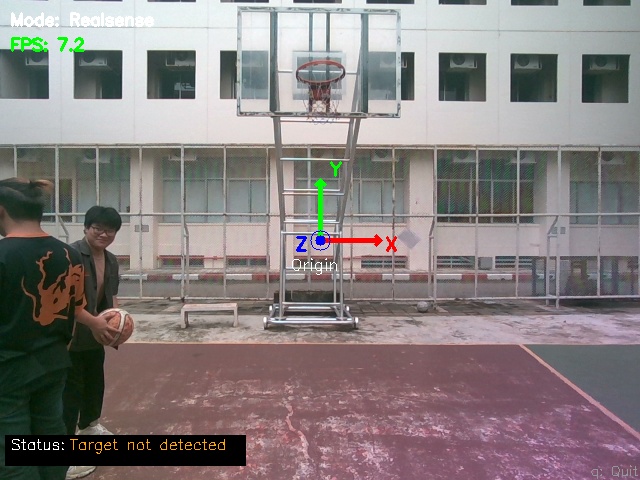 Mode: Realsense
FPS: 7.2
Y
Z
X
Origin
Status: Target not detected
q: Quit